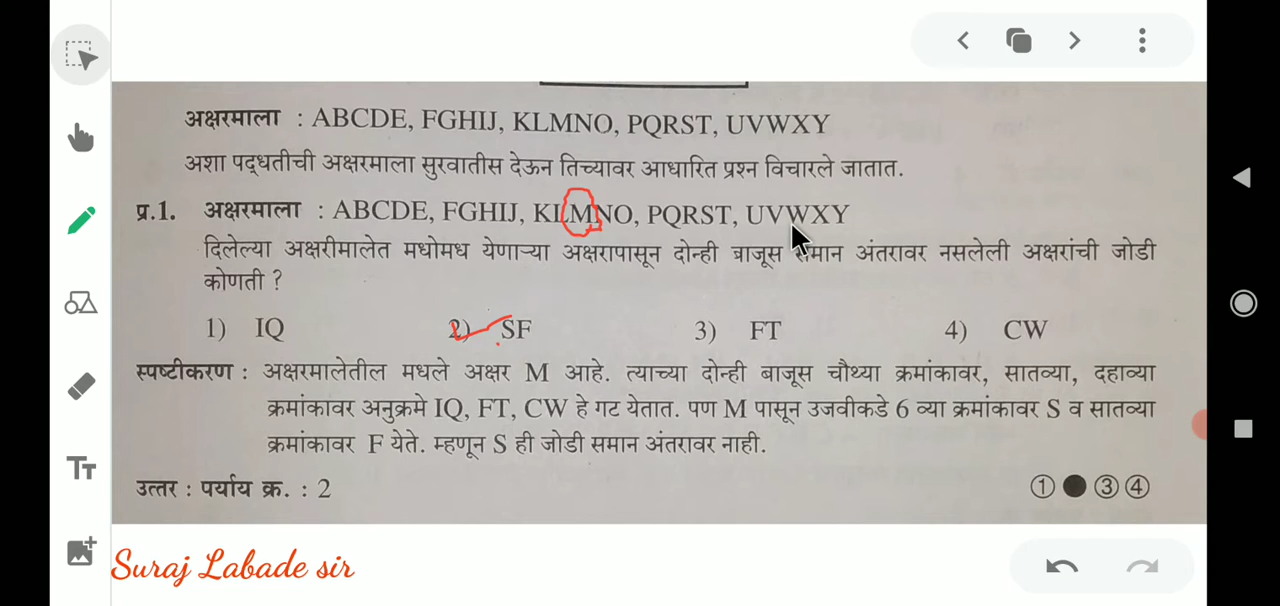 अक्षरमाला : ABCDE, FGHIJ, KLMNO, PQRST, UVWXY
अशा पद्धतीची अक्षरमाला सुरवातीस देऊन तिच्यावर आधारित प्रश्न विचारले जातात.
प्र.1. अक्षरमाला : ABCDE, FGHIJ, KLMNO, PQRST, UVWXY
दिलेल्या अक्षरीमालेत मधोमध येणाऱ्या अक्षरापासून दोन्ही बाजूस समान अंतरावर नसलेली अक्षरांची जोडी
कोणती ?
1) IQ 2) SF 3) FT 4) CW
स्पष्टीकरण : अक्षरमालेतील मधले अक्षर M आहे. त्याच्या दोन्ही बाजूस चौथ्या क्रमांकावर, सातव्या, दहाव्या
क्रमांकावर अनुक्रमे IQ, FT, CW हे गट येतात. पण M पासून उजवीकडे 6 व्या क्रमांकावर S व सातव्या
क्रमांकावर F येते. म्हणून S ही जोडी समान अंतरावर नाही.
उत्तर : पर्याय क्र. : 2 ① ● ③ ④
Suraj Labade sir
Tт